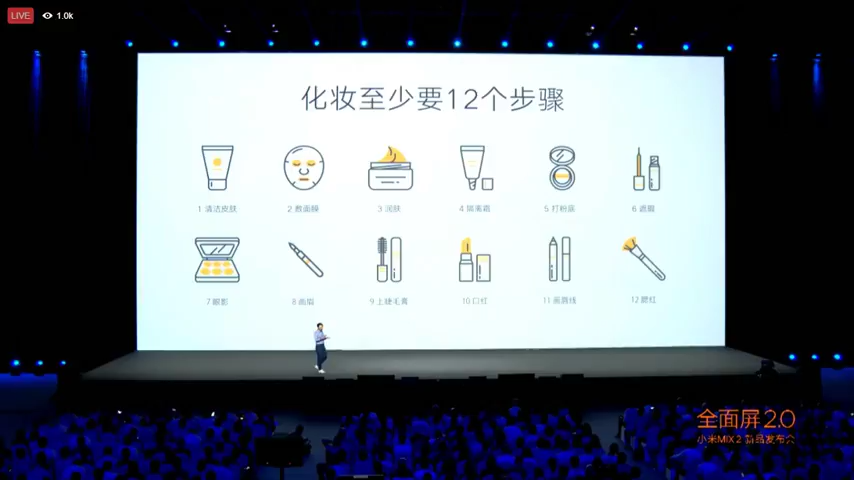 LIVE 1.0k
化妆至少要12个步骤
1 清洁皮肤
2 敷面膜
3 润肤
4 隔离霜
5 打粉底
6 遮瑕
7 眼影
8 画眉
9 上睫毛膏
10 口红
11 画唇线
12 腮红
全面屏2.0
小米MIX 2 新品发布会